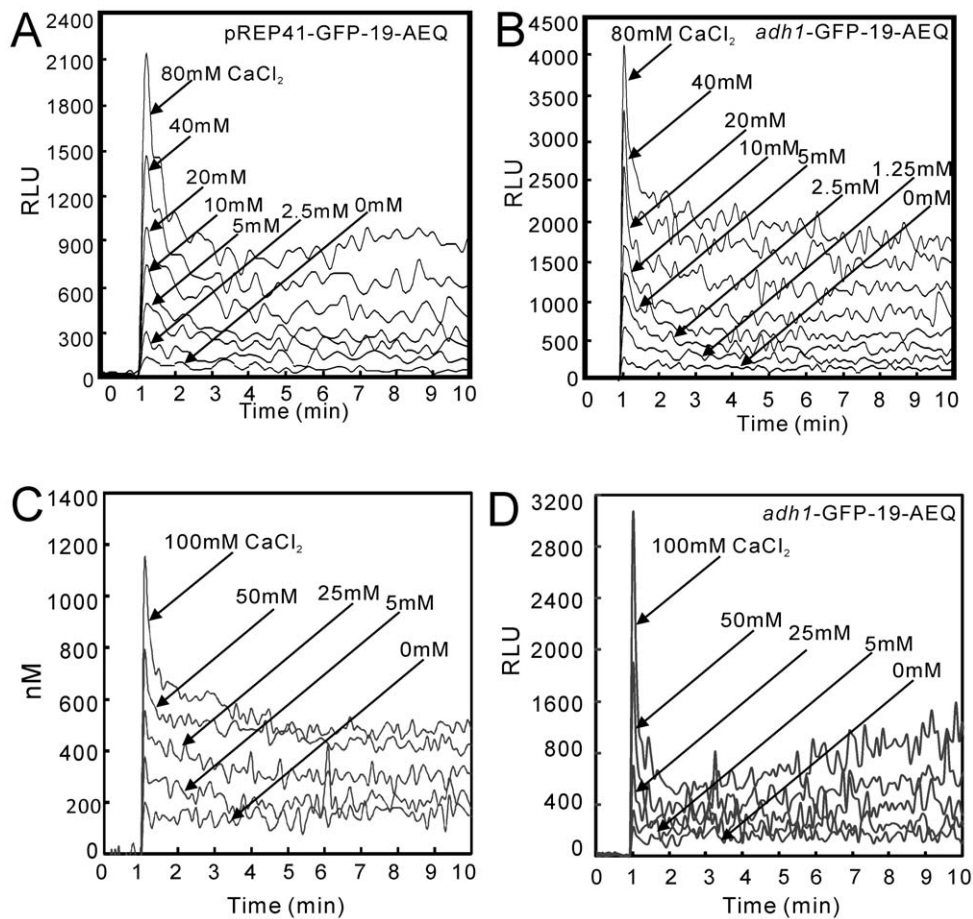 A
pREP41-GFP-19-AEQ
2400
2100
1800
1500
1200
900
600
300
0
RLU
80mM CaCl₂
40mM
20mM
10mM
5mM
2.5mM
0mM
0 1 2 3 4 5 6 7 8 9 10
Time (min)
B
adh1-GFP-19-AEQ
4500
4000
3500
3000
2500
2000
1500
1000
500
0
RLU
80mM CaCl₂
40mM
20mM
10mM
5mM
2.5mM
1.25mM
0mM
0 1 2 3 4 5 6 7 8 9 10
Time (min)
C
1400
1200
1000
800
600
400
200
0
nM
100mM CaCl₂
50mM
25mM
5mM
0mM
0 1 2 3 4 5 6 7 8 9 10
Time (min)
D
adh1-GFP-19-AEQ
3200
2800
2400
3200
2600
1200
0800
400
0
RLU
100mM CaCl₂
50mM
25mM
5mM
0mM
0 1 2 3 4 5 6 7 8 9 10
Time (min)